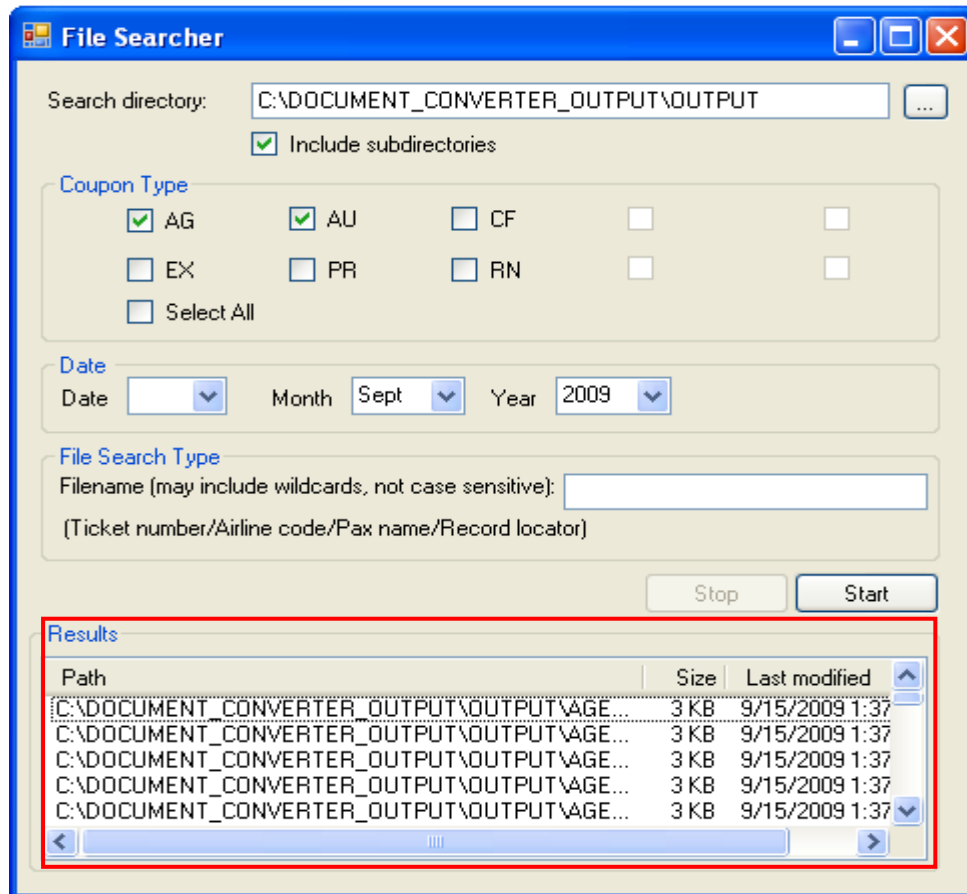 File Searcher
Search directory: C:\DOCUMENT_CONVERTER_OUTPUT\OUTPUT ...
Include subdirectories
Coupon Type
AG AU CF
EX PR RN
Select All
Date
Date Month Sept Year 2009
File Search Type
Filename (may include wildcards, not case sensitive):
(Ticket number/Airline code/Pax name/Record locator)
Stop Start
Results
Path Size Last modified
C:\DOCUMENT_CONVERTER_OUTPUT\OUTPUT\AGE... 3 KB 9/15/2009 1:37
C:\DOCUMENT_CONVERTER_OUTPUT\OUTPUT\AGE... 3 KB 9/15/2009 1:37
C:\DOCUMENT_CONVERTER_OUTPUT\OUTPUT\AGE... 3 KB 9/15/2009 1:37
C:\DOCUMENT_CONVERTER_OUTPUT\OUTPUT\AGE... 3 KB 9/15/2009 1:37
C:\DOCUMENT_CONVERTER_OUTPUT\OUTPUT\AGE... 3 KB 9/15/2009 1:37